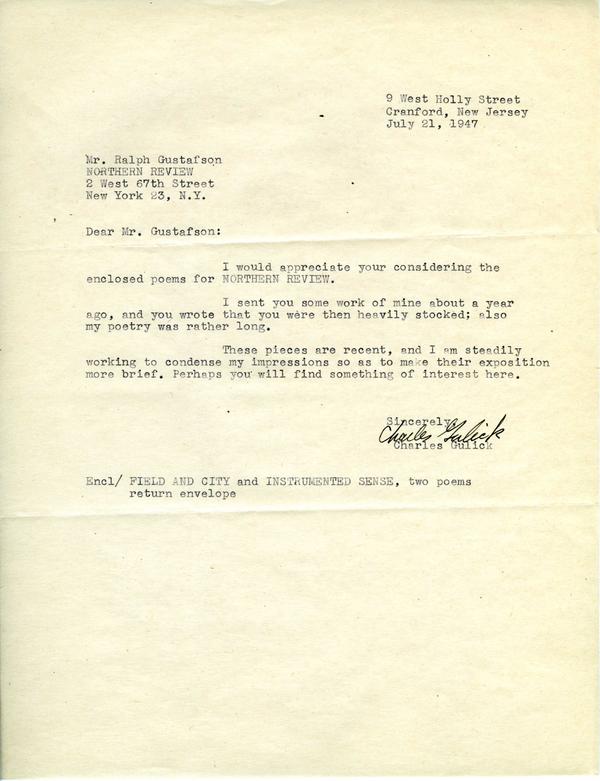 9 West Holly Street
Cranford, New Jersey
July 21, 1947
Mr. Ralph Gustafson
NORTHERN REVIEW
2 West 67th Street
New York 23, N.Y.
Dear Mr. Gustafson:
I would appreciate your considering the
enclosed poems for NORTHERN REVIEW.
I sent you some work of mine about a year
ago, and you wrote that you were then heavily stocked; also
my poetry was rather long.
These pieces are recent, and I am steadily
working to condense my impressions so as to make their exposition
more brief. Perhaps you will find something of interest here.
Sincerely,
Charles Gulick
Charles Gulick
Encl/ FIELD AND CITY and INSTRUMENTED SENSE, two poems
return envelope